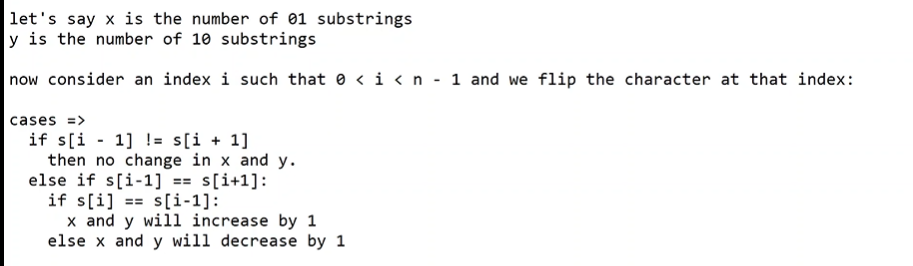 let's say x is the number of 01 substrings
y is the number of 10 substrings
now consider an index i such that 0 < i < n - 1 and we flip the character at that index:
cases =>
if s[i - 1] != s[i + 1]
then no change in x and y.
else if s[i-1] == s[i+1]:
if s[i] == s[i-1]:
x and y will increase by 1
else x and y will decrease by 1